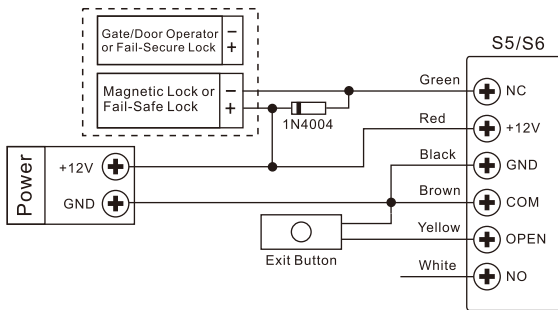 Gate/Door Operator
or Fail-Secure Lock
−
+
S5/S6
Magnetic Lock or
Fail-Safe Lock
−
+
Green
NC
1N4004
Red
+12V
Power
+12V
Black
GND
GND
Brown
COM
Yellow
OPEN
Exit Button
White
NO